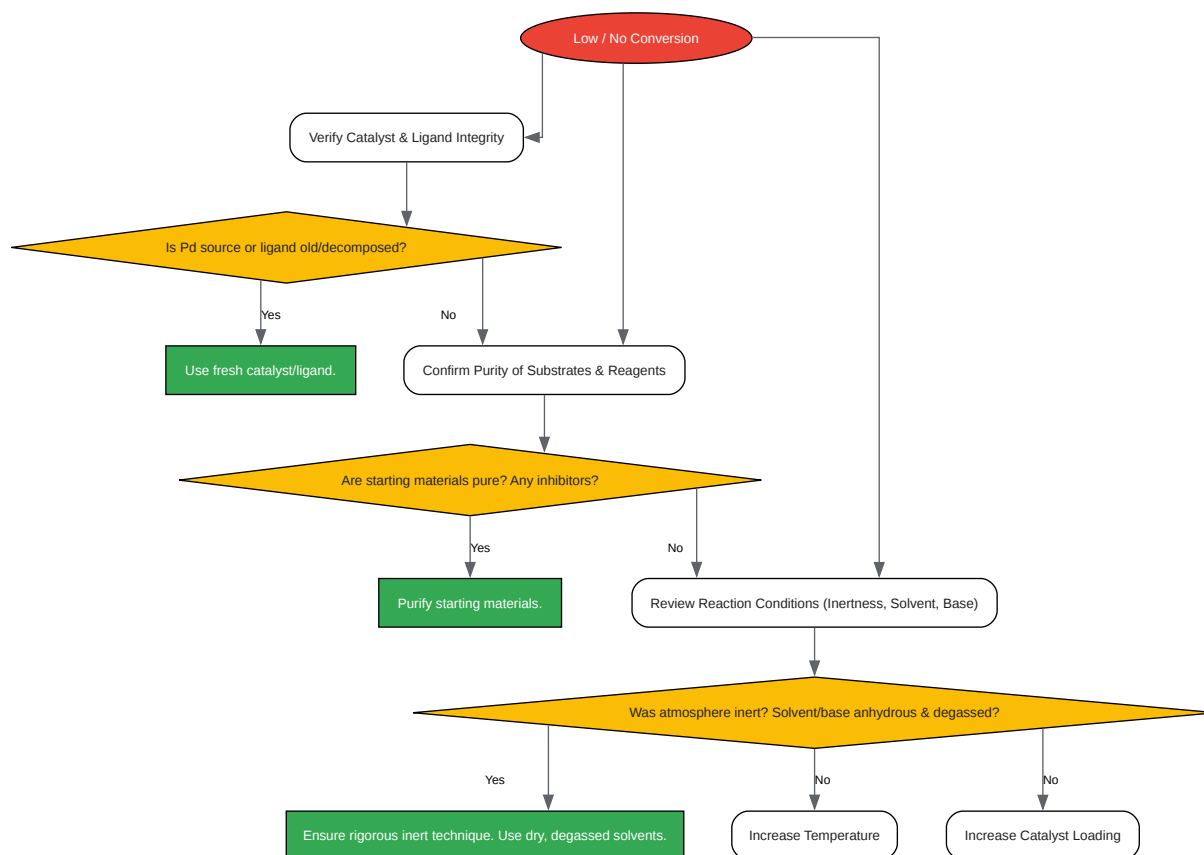 Low / No Conversion
Verify Catalyst & Ligand Integrity
Is Pd source or ligand old/decomposed?
Yes
No
Use fresh catalyst/ligand.
Confirm Purity of Substrates & Reagents
Are starting materials pure? Any inhibitors?
Yes
No
Purify starting materials.
Review Reaction Conditions (Inertness, Solvent, Base)
Was atmosphere inert? Solvent/base anhydrous & degassed?
Yes
No
No
Ensure rigorous inert technique. Use dry, degassed solvents.
Increase Temperature
Increase Catalyst Loading